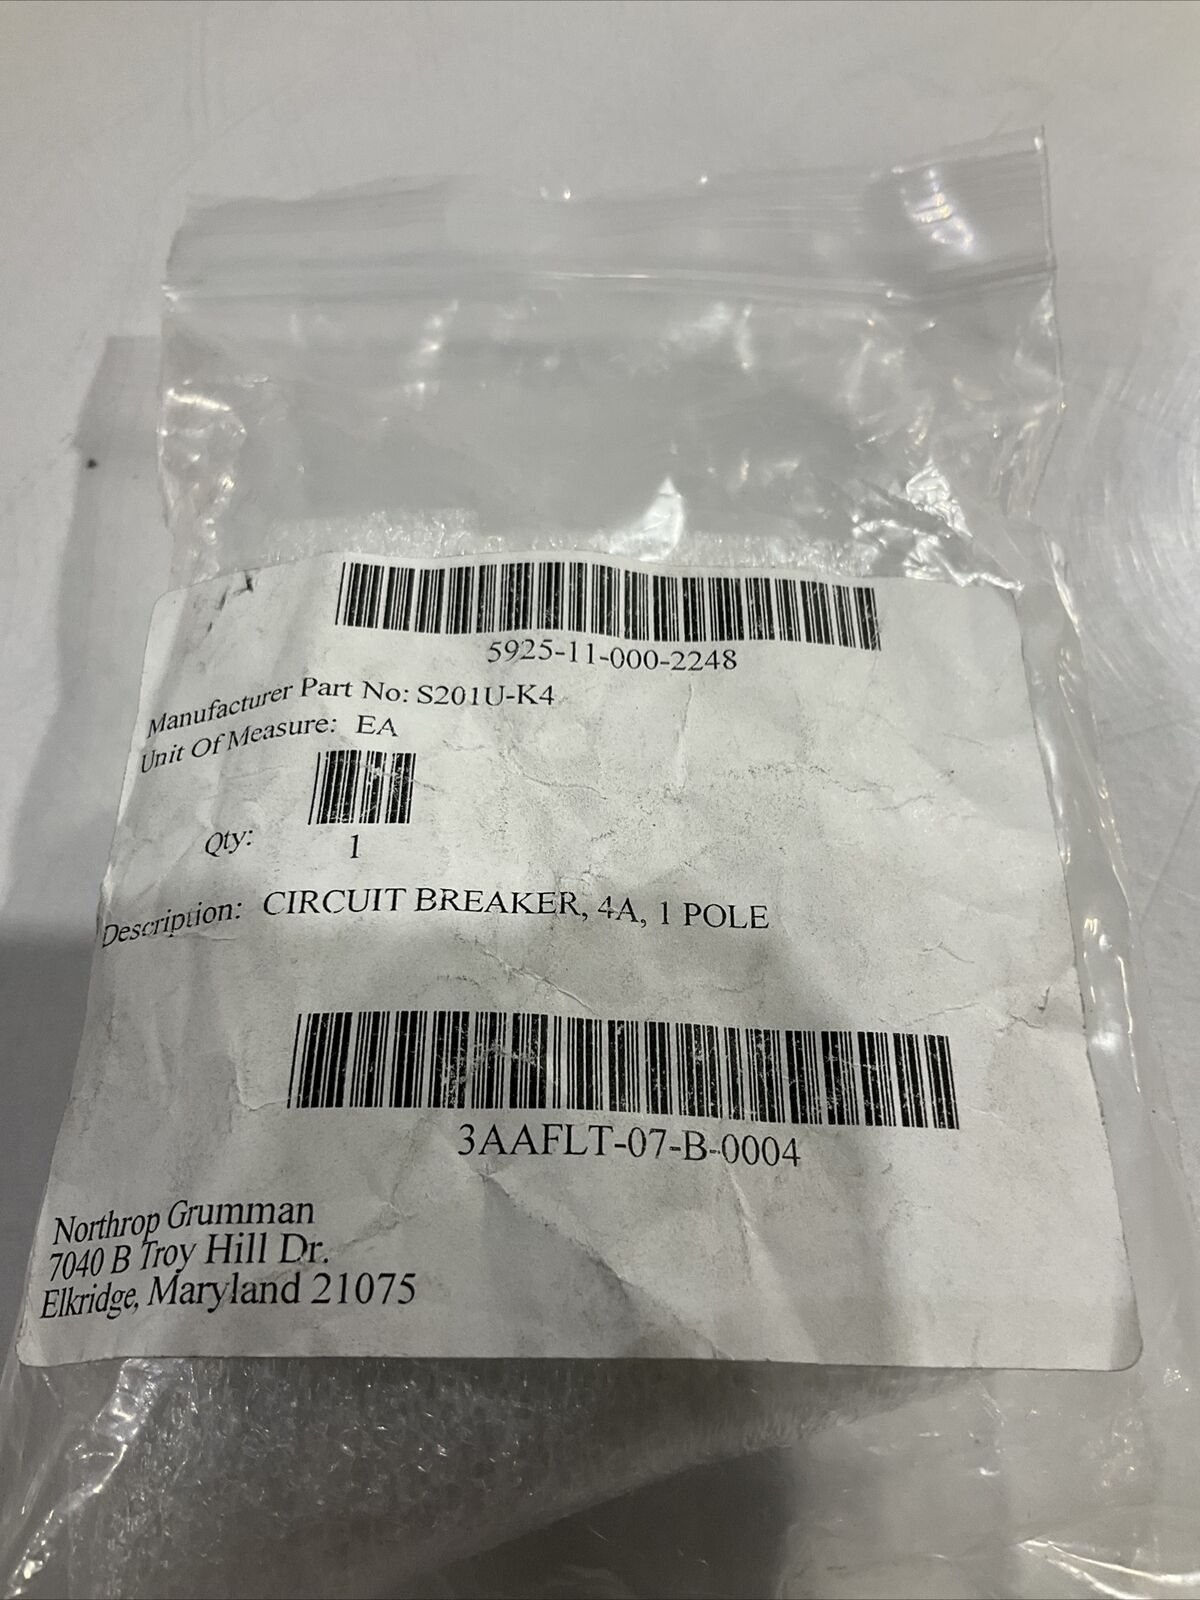 5925-11-000-2248
Manufacturer Part No: S201U-K4
Unit Of Measure: EA
Qty: 1
Description: CIRCUIT BREAKER, 4A, 1 POLE
3AAFLT-07-B-0004
Northrop Grumman
7040 B Troy Hill Dr.
Elkridge, Maryland 21075